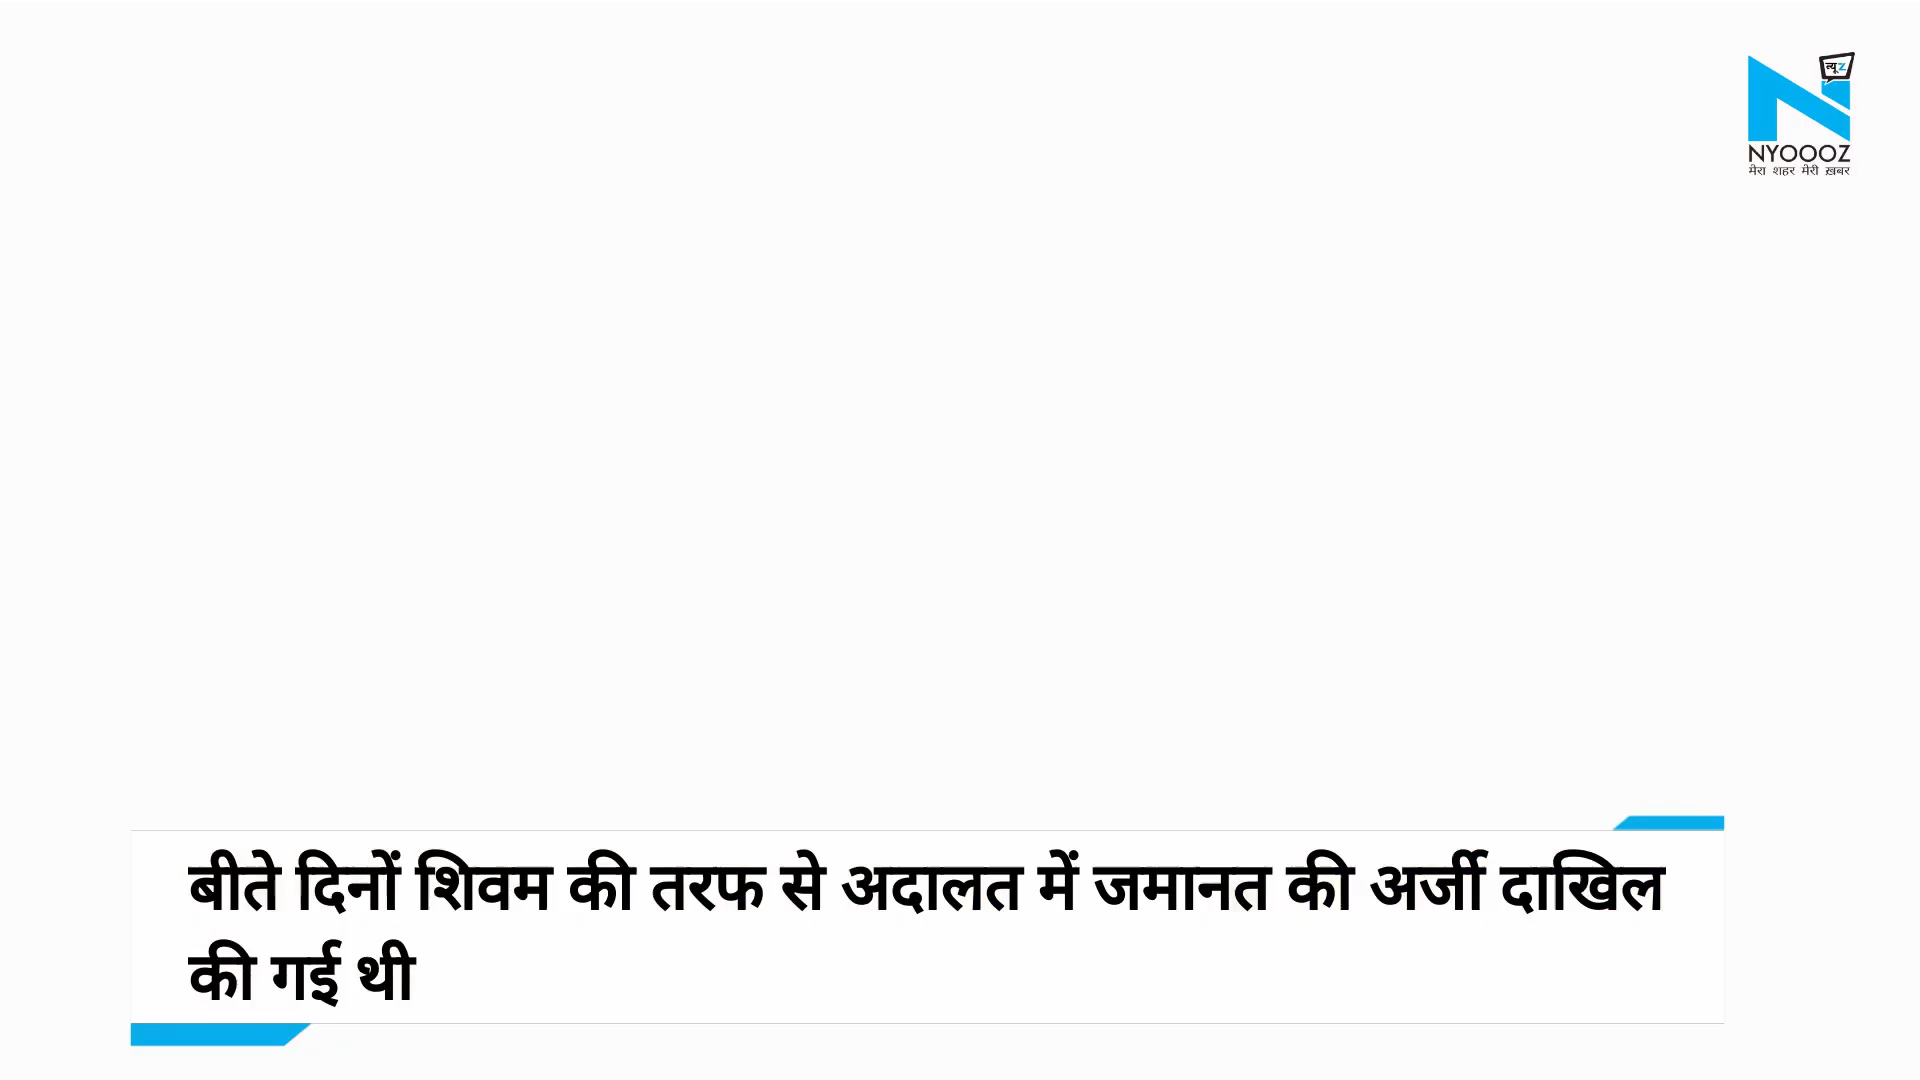 न्यूZ
NYOOOZ
मेरा शहर मेरी ख़बर
बीते दिनों शिवम की तरफ से अदालत में जमानत की अर्जी दाखिल
की गई थी